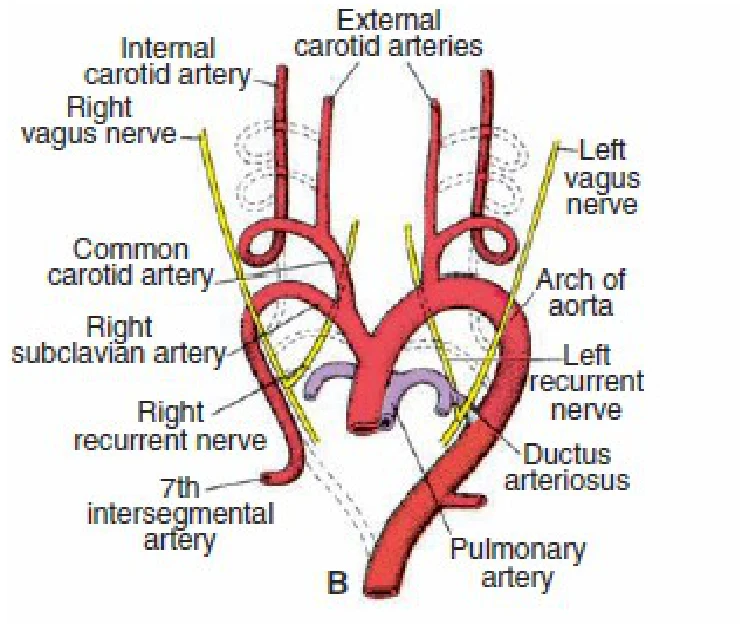 External
carotid arteries
Internal
carotid artery
Right
vagus nerve
Left
vagus
nerve
Common
carotid artery
Arch of
aorta
Right
subclavian artery
Left
recurrent
nerve
Right
recurrent nerve
Ductus
arteriosus
7th
intersegmental
artery
Pulmonary
artery
B